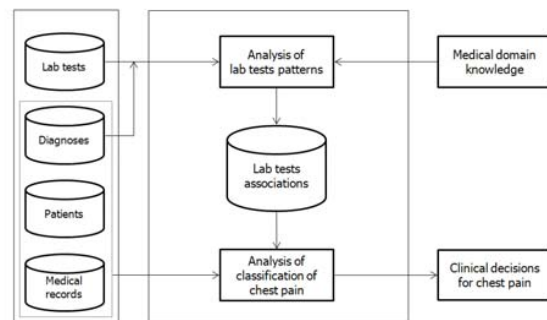 Lab tests
Diagnoses
Patients
Medical
records
Analysis of
lab tests patterns
Lab tests
associations
Analysis of
classification of
chest pain
Medical domain
knowledge
Clinical decisions
for chest pain